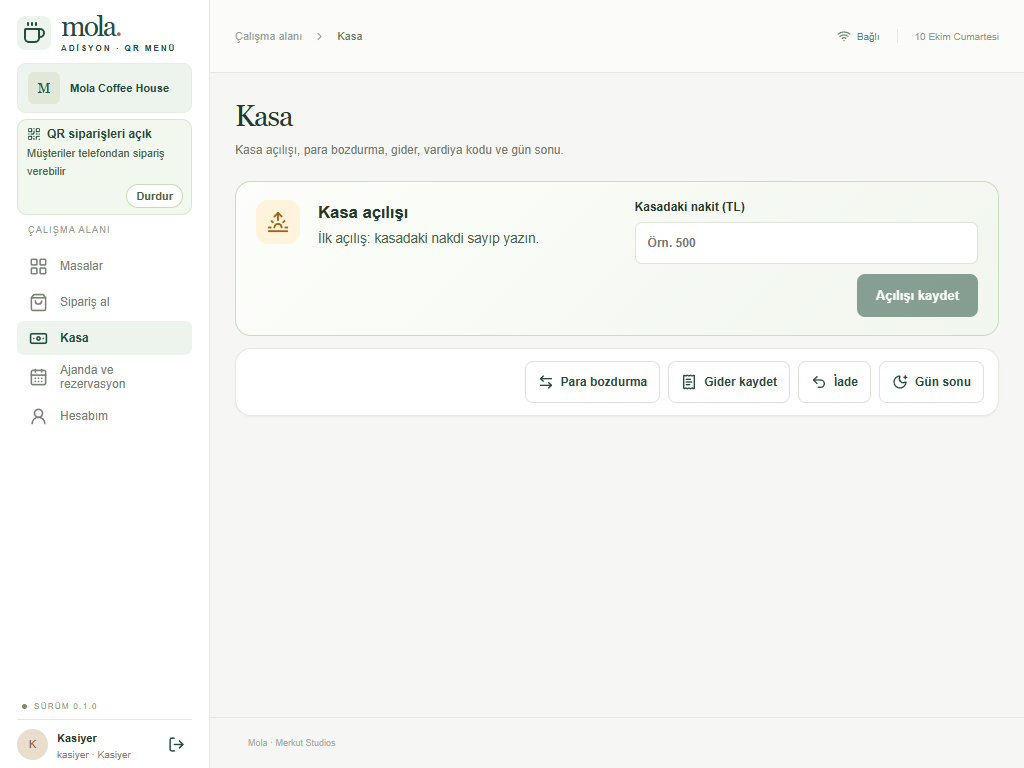 mola.
ADİSYON · QR MENÜ
M
Mola Coffee House
QR siparişleri açık
Müşteriler telefondan sipariş
verebilir
Durdur
ÇALIŞMA ALANI
Masalar
Sipariş al
Kasa
Ajanda ve
rezervasyon
Hesabım
SÜRÜM 0.1.0
K
Kasiyer
kasiyer · Kasiyer
Çalışma alanı
Kasa
Bağlı
10 Ekim Cumartesi
Kasa
Kasa açılışı, para bozdurma, gider, vardiya kodu ve gün sonu.
Kasa açılışı
İlk açılış: kasadaki nakdi sayıp yazın.
Kasadaki nakit (TL)
Örn. 500
Açılışı kaydet
Para bozdurma
Gider kaydet
İade
Gün sonu
Mola · Merkut Studios